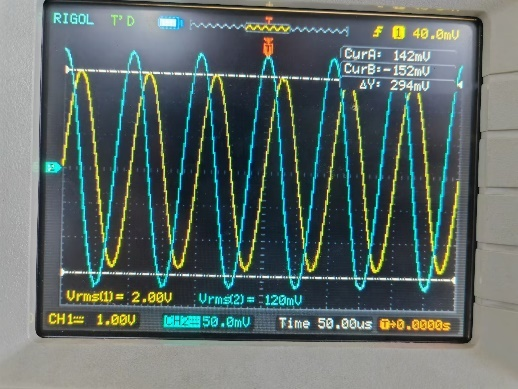 RIGOL T'D T 1 40.0mV
CurA: 142mV
CurB:-152mV
ΔY: 294mV
Vrms(1)= 2.00V Vrms(2)= 120mV
CH1 1.00V CH2 50.0mV Time 50.00us T→0.0000s